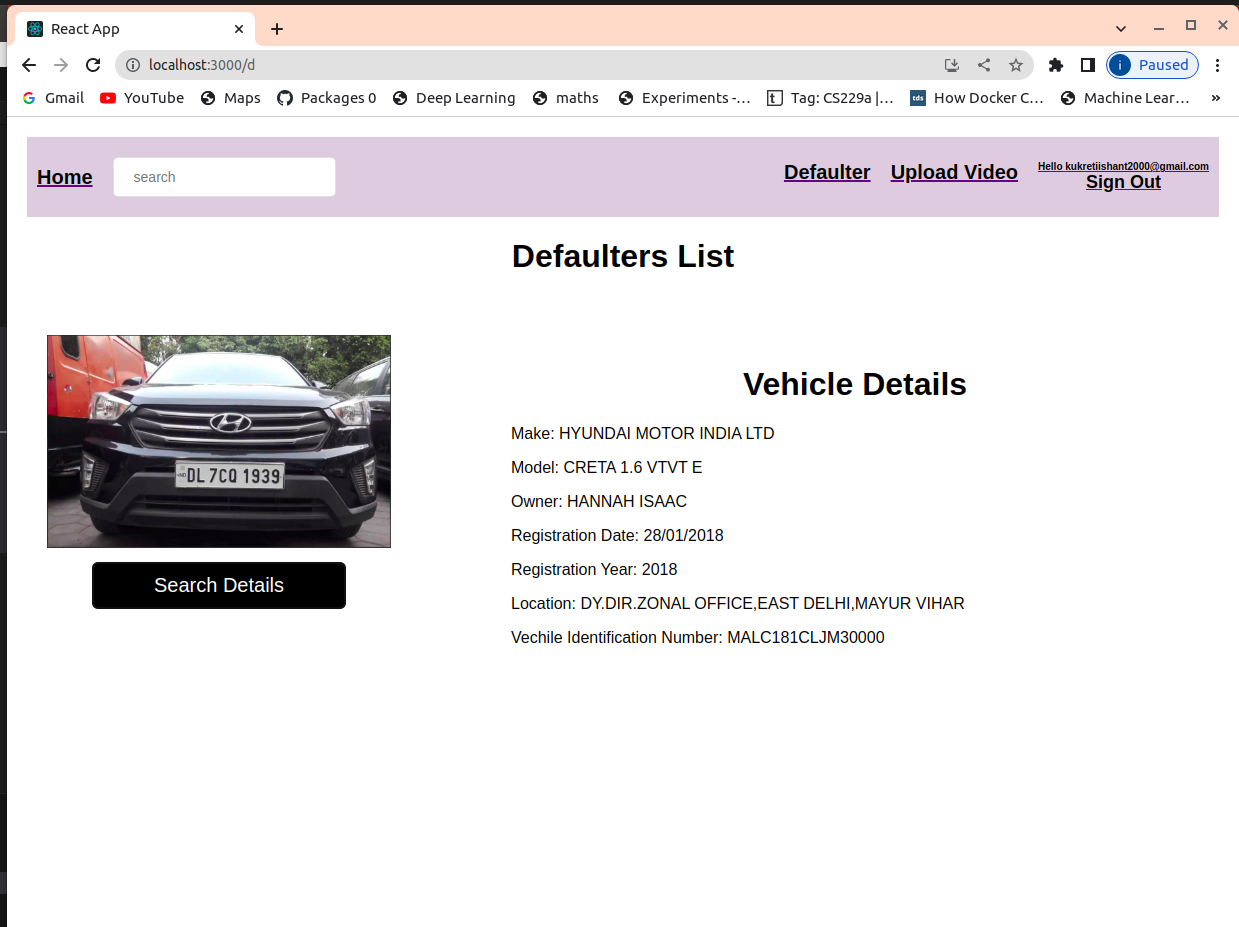 React App
localhost:3000/d
i Paused
Gmail YouTube Maps Packages 0 Deep Learning maths Experiments -... t Tag: CS229a |... tds How Docker C... Machine Lear... »
Home search Defaulter Upload Video Hello kukretiishant2000@gmail.com
Sign Out
Defaulters List
DL7CQ 1939
Search Details
Vehicle Details
Make: HYUNDAI MOTOR INDIA LTD
Model: CRETA 1.6 VTVT E
Owner: HANNAH ISAAC
Registration Date: 28/01/2018
Registration Year: 2018
Location: DY.DIR.ZONAL OFFICE,EAST DELHI,MAYUR VIHAR
Vechile Identification Number: MALC181CLJM30000